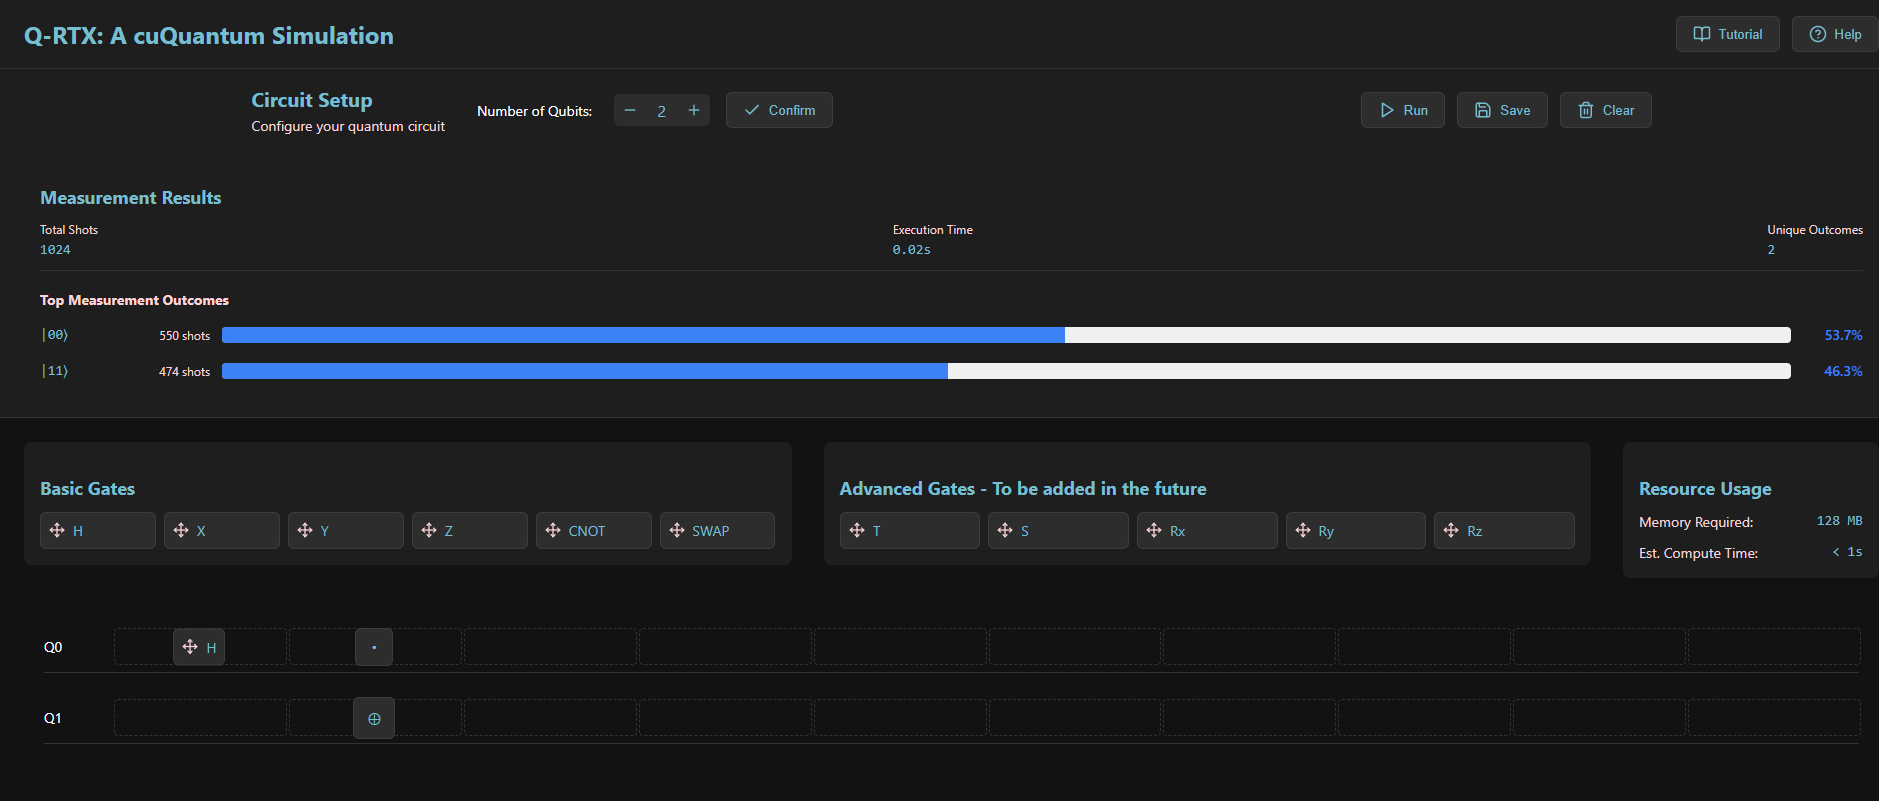 Q-RTX: A cuQuantum Simulation
Tutorial
Help
Circuit Setup
Configure your quantum circuit
Number of Qubits:
− 2 +
Confirm
Run
Save
Clear
Measurement Results
Total Shots
1024
Execution Time
0.02s
Unique Outcomes
2
Top Measurement Outcomes
|00⟩ 550 shots 53.7%
|11⟩ 474 shots 46.3%
Basic Gates
H X Y Z CNOT SWAP
Advanced Gates - To be added in the future
T S Rx Ry Rz
Resource Usage
Memory Required: 128 MB
Est. Compute Time: < 1s
Q0 H
Q1 ⊕